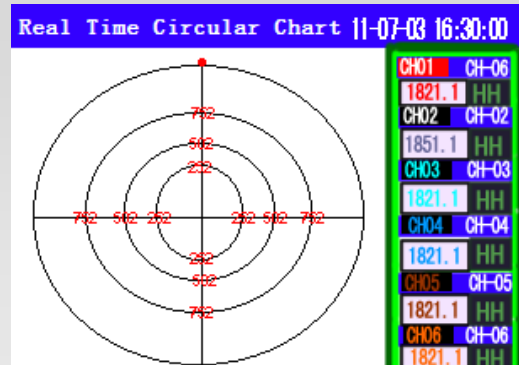 Real Time Circular Chart 11-07-03 16:30:00
CH01 CH-06
1821.1 HH
CH02 CH-02
1851.1 HH
CH03 CH-03
1821.1 HH
CH04 CH-04
1821.1 HH
CH05 CH-05
1821.1 HH
CH06 CH-06
1821.1 HH
752
502
252
752 502 252 252 502 752
252
502
752